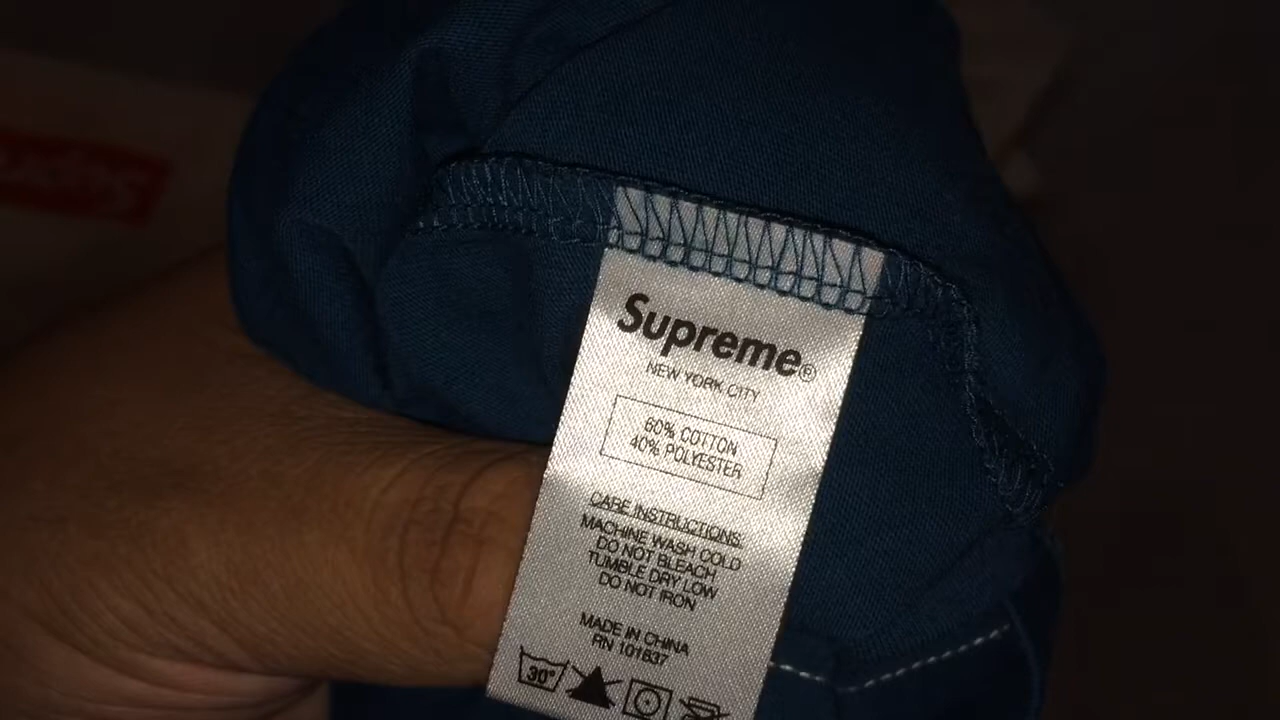 Supreme®
NEW YORK CITY
60% COTTON
40% POLYESTER
CARE INSTRUCTIONS:
MACHINE WASH COLD
DO NOT BLEACH
TUMBLE DRY LOW
DO NOT IRON
MADE IN CHINA
RN 101837
30°